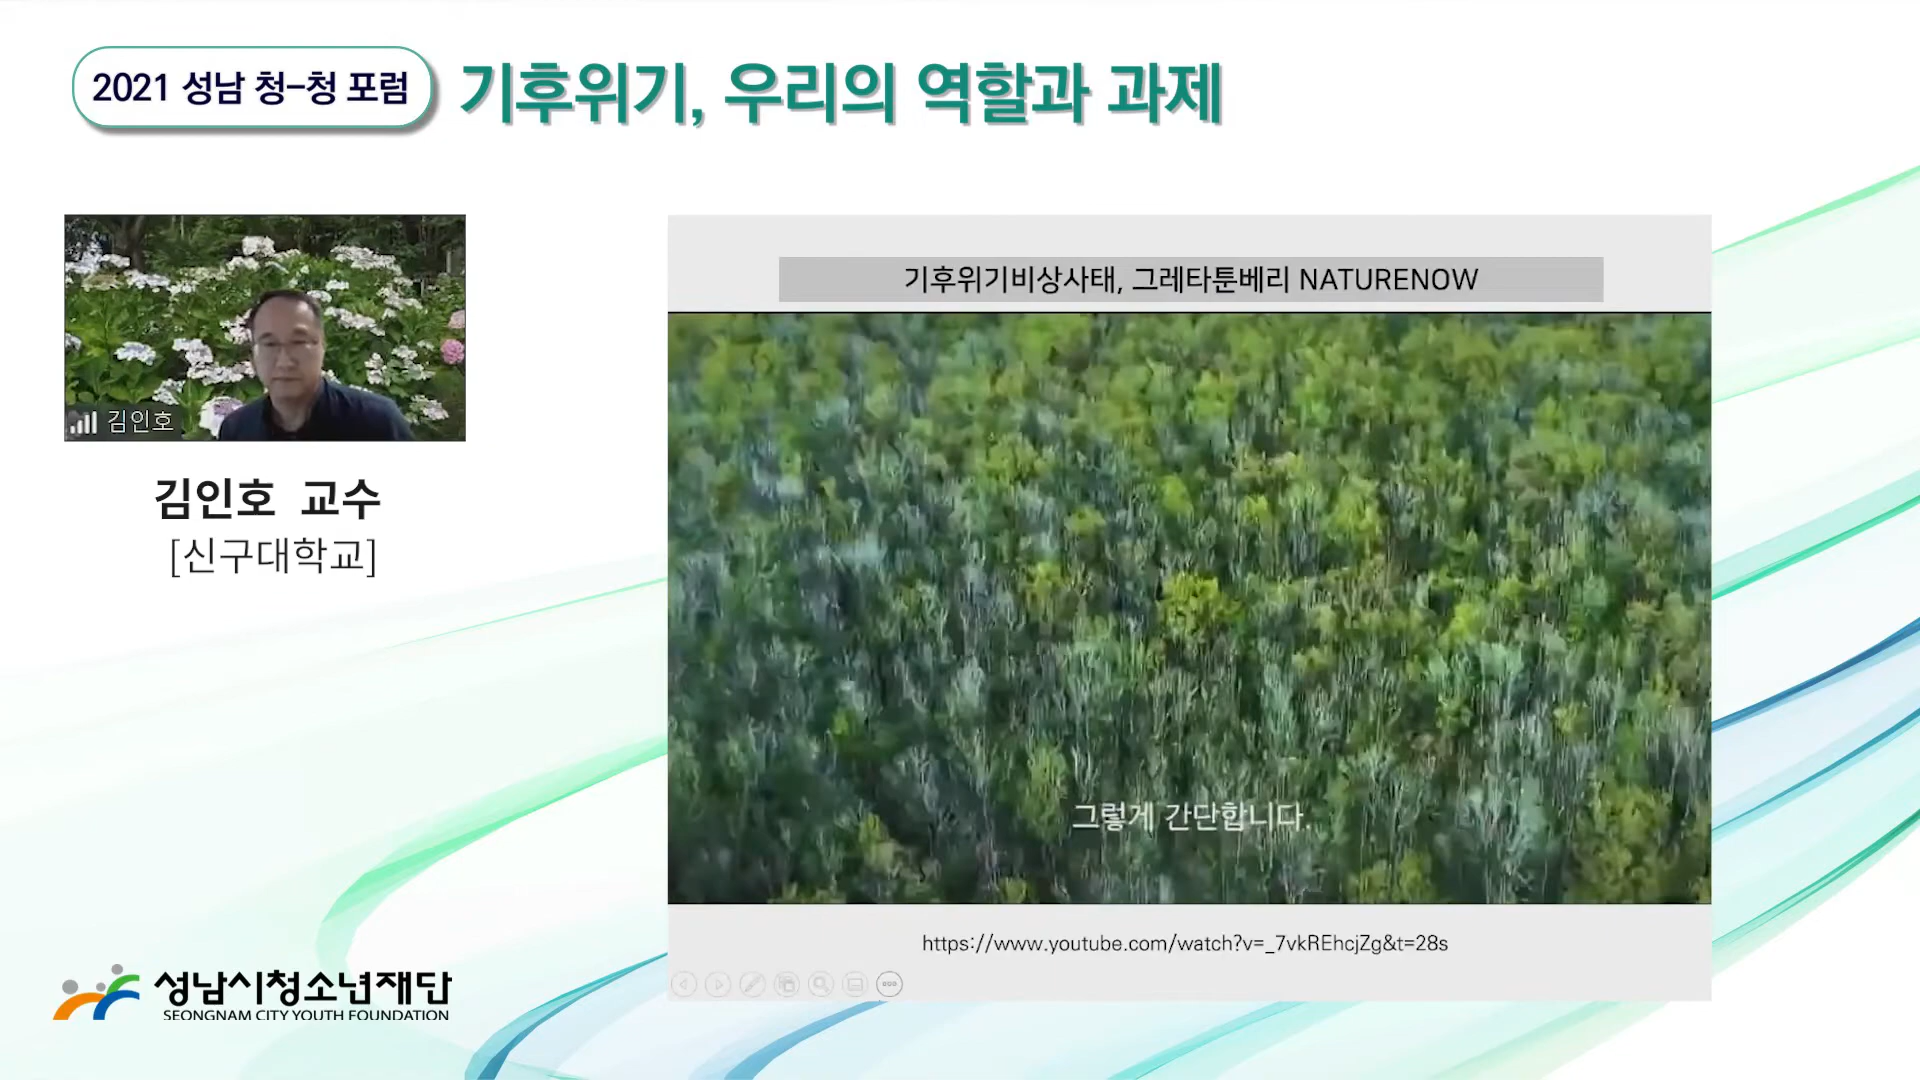 2021 성남 청-청 포럼
기후위기, 우리의 역할과 과제
김인호
김인호 교수
[신구대학교]
기후위기비상사태, 그레타툰베리 NATURENOW
그렇게 간단합니다.
https://www.youtube.com/watch?v=_7vkREhcjZg&t=28s
성남시청소년재단
SEONGNAM CITY YOUTH FOUNDATION